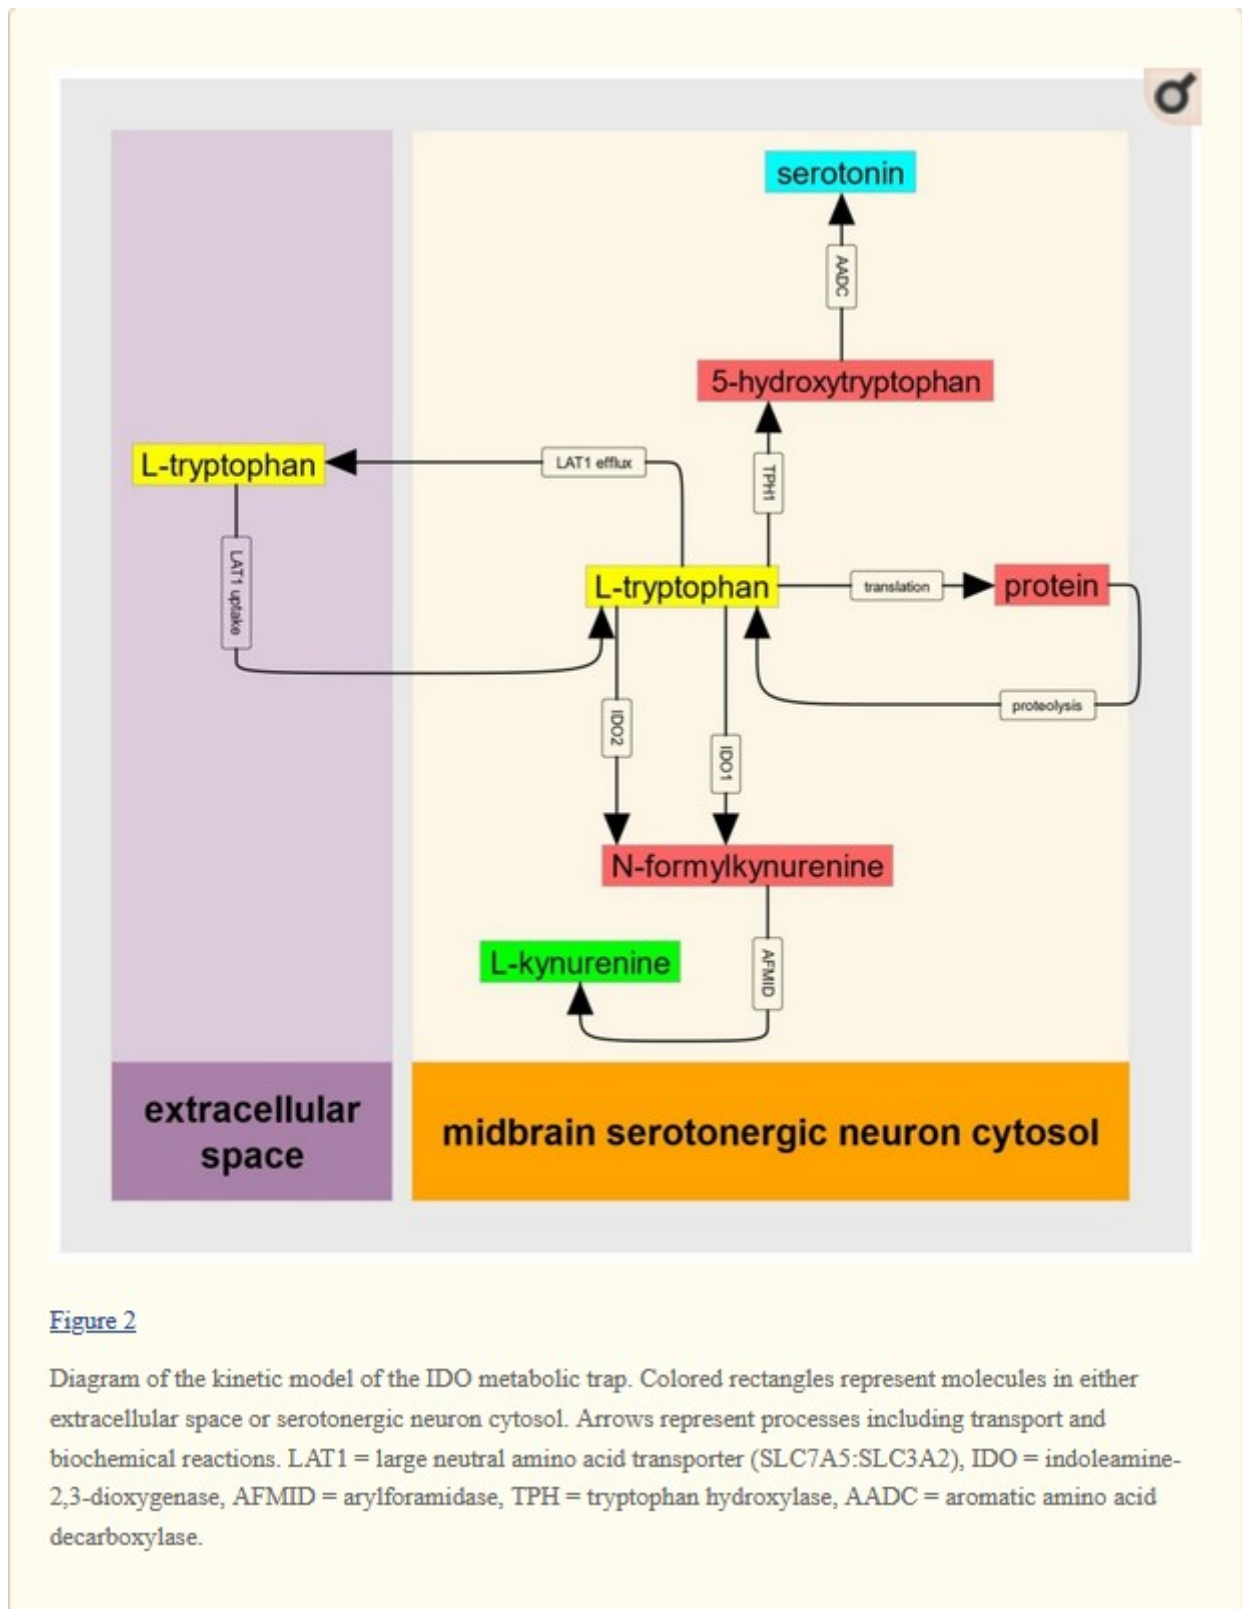 serotonin
AADC
5-hydroxytryptophan
L-tryptophan
LAT1 efflux
TPH1
LAT1 uptake
L-tryptophan
translation
protein
proteolysis
IDO2
IDO1
N-formylkynurenine
L-kynurenine
AFMID
extracellular
space
midbrain serotonergic neuron cytosol
Figure 2
Diagram of the kinetic model of the IDO metabolic trap. Colored rectangles represent molecules in either
extracellular space or serotonergic neuron cytosol. Arrows represent processes including transport and
biochemical reactions. LAT1 = large neutral amino acid transporter (SLC7A5:SLC3A2), IDO = indoleamine-
2,3-dioxygenase, AFMID = arylforamidase, TPH = tryptophan hydroxylase, AADC = aromatic amino acid
decarboxylase.